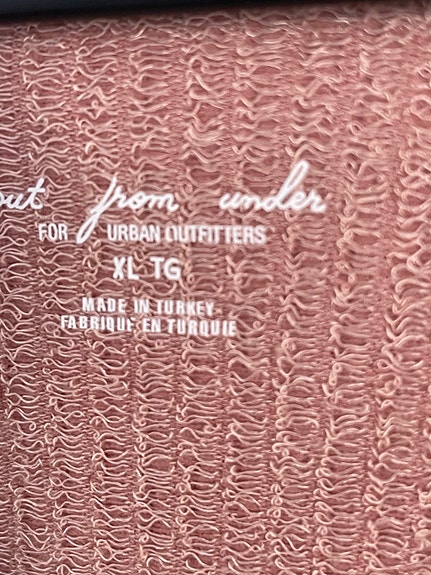 out from under
FOR URBAN OUTFITTERS
XL TG
MADE IN TURKEY
FABRIQUE EN TURQUIE